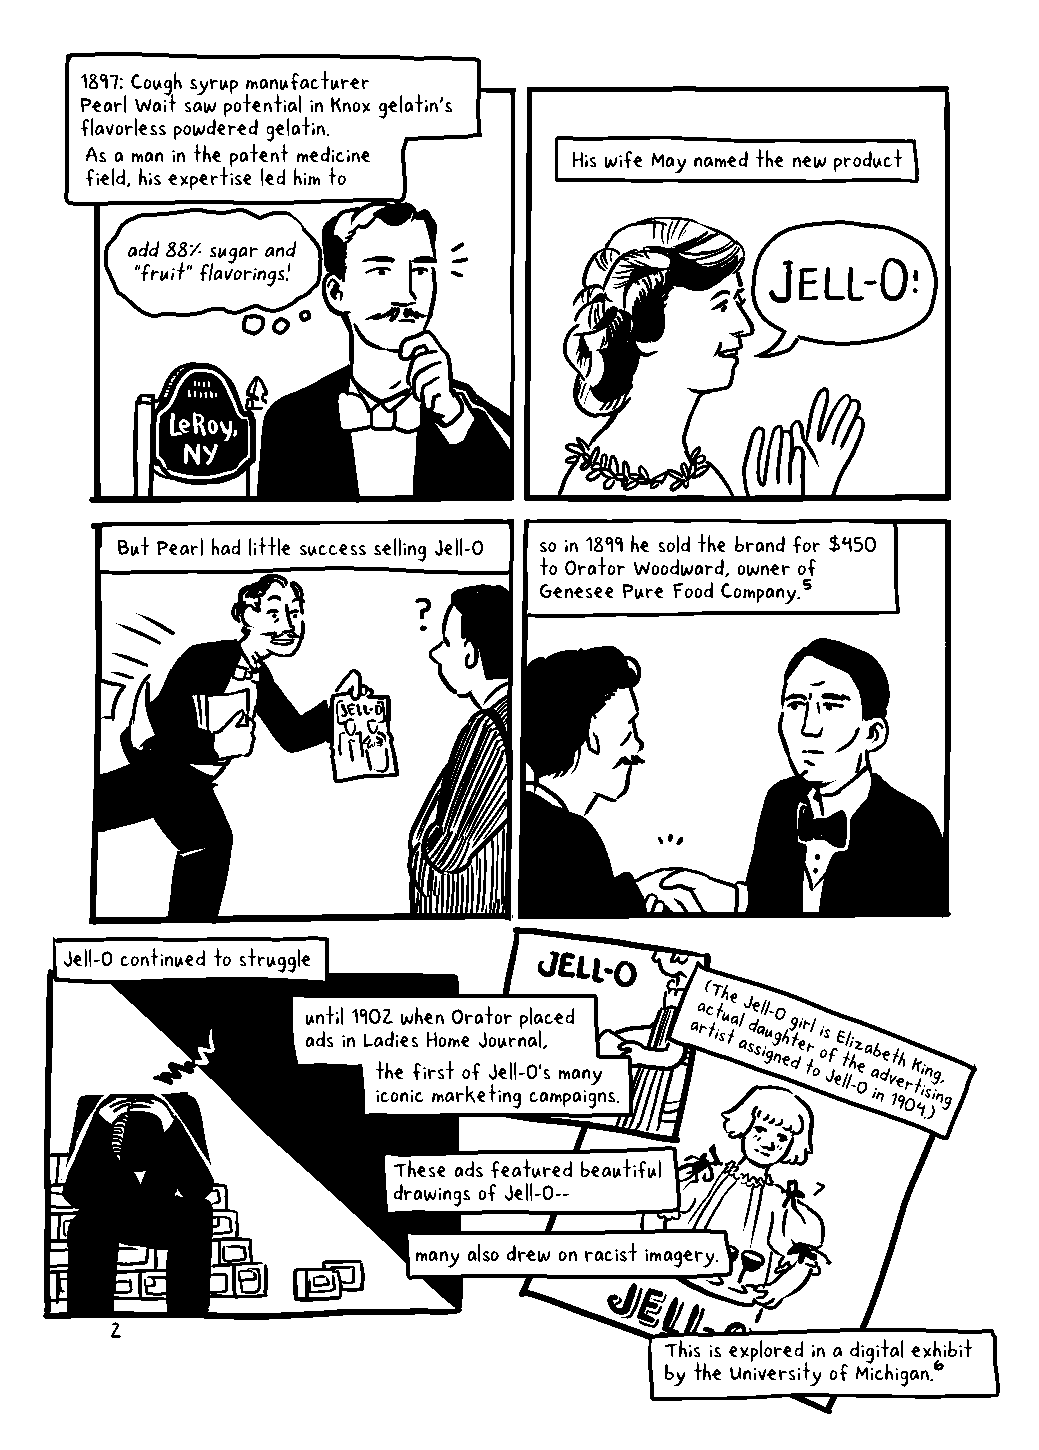 1897: Cough syrup manufacturer
Pearl Wait saw potential in Knox gelatin's
flavorless powdered gelatin.
As a man in the patent medicine
field, his expertise led him to
add 88% sugar and
"fruit" flavorings!
LeRoy,
NY
His wife May named the new product
JELL-O!
But Pearl had little success selling Jell-O
?
JELL-O
so in 1899 he sold the brand for $450
to Orator Woodward, owner of
Genesee Pure Food Company.⁵
Jell-O continued to struggle
until 1902 when Orator placed
ads in Ladies Home Journal,
the first of Jell-O's many
iconic marketing campaigns.
JELL-O
(The Jell-O girl is Elizabeth King,
actual daughter of the advertising
artist assigned to Jell-O in 1904.)
These ads featured beautiful
drawings of Jell-O--
many also drew on racist imagery.
JELL-O
This is explored in a digital exhibit
by the University of Michigan.⁶
2